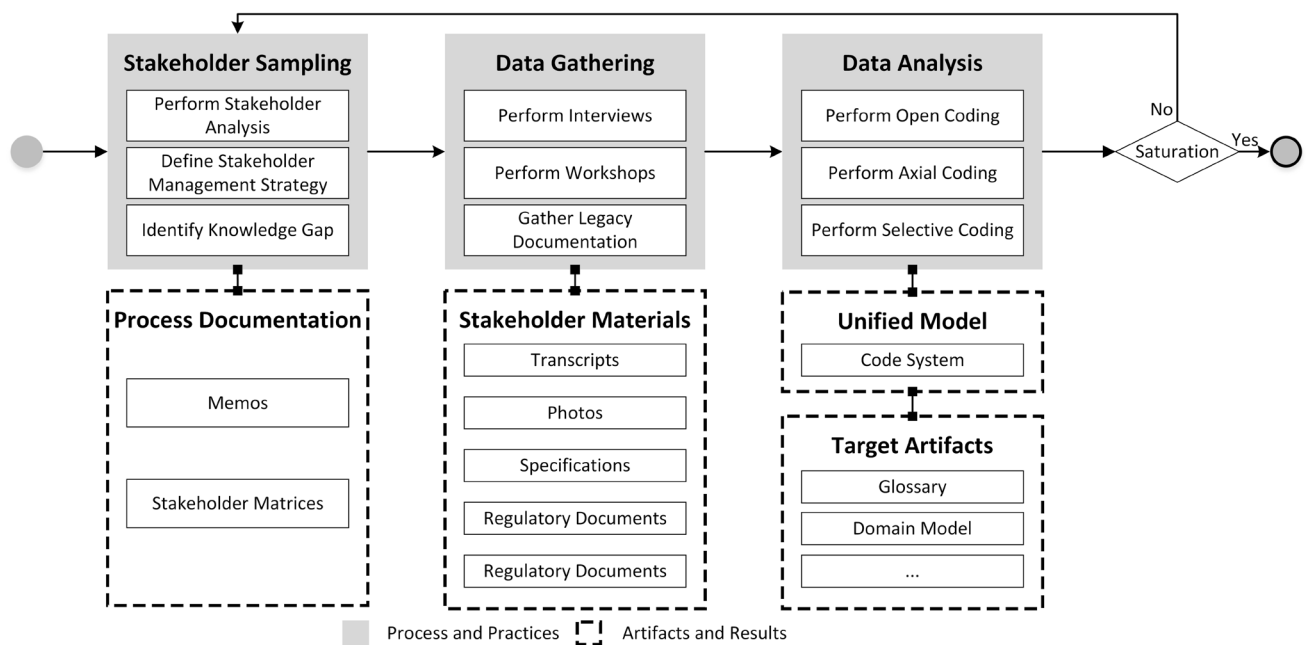 Stakeholder Sampling
Perform Stakeholder
Analysis
Define Stakeholder
Management Strategy
Identify Knowledge Gap
Data Gathering
Perform Interviews
Perform Workshops
Gather Legacy
Documentation
Data Analysis
Perform Open Coding
Perform Axial Coding
Perform Selective Coding
No
Saturation
Yes
Process Documentation
Memos
Stakeholder Matrices
Stakeholder Materials
Transcripts
Photos
Specifications
Regulatory Documents
Regulatory Documents
Unified Model
Code System
Target Artifacts
Glossary
Domain Model
...
Process and Practices
Artifacts and Results